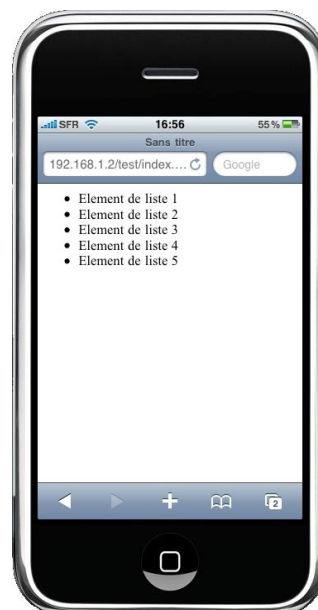 SFR 16:56 55 %
Sans titre
192.168.1.2/test/index.... Google
Element de liste 1
Element de liste 2
Element de liste 3
Element de liste 4
Element de liste 5
2